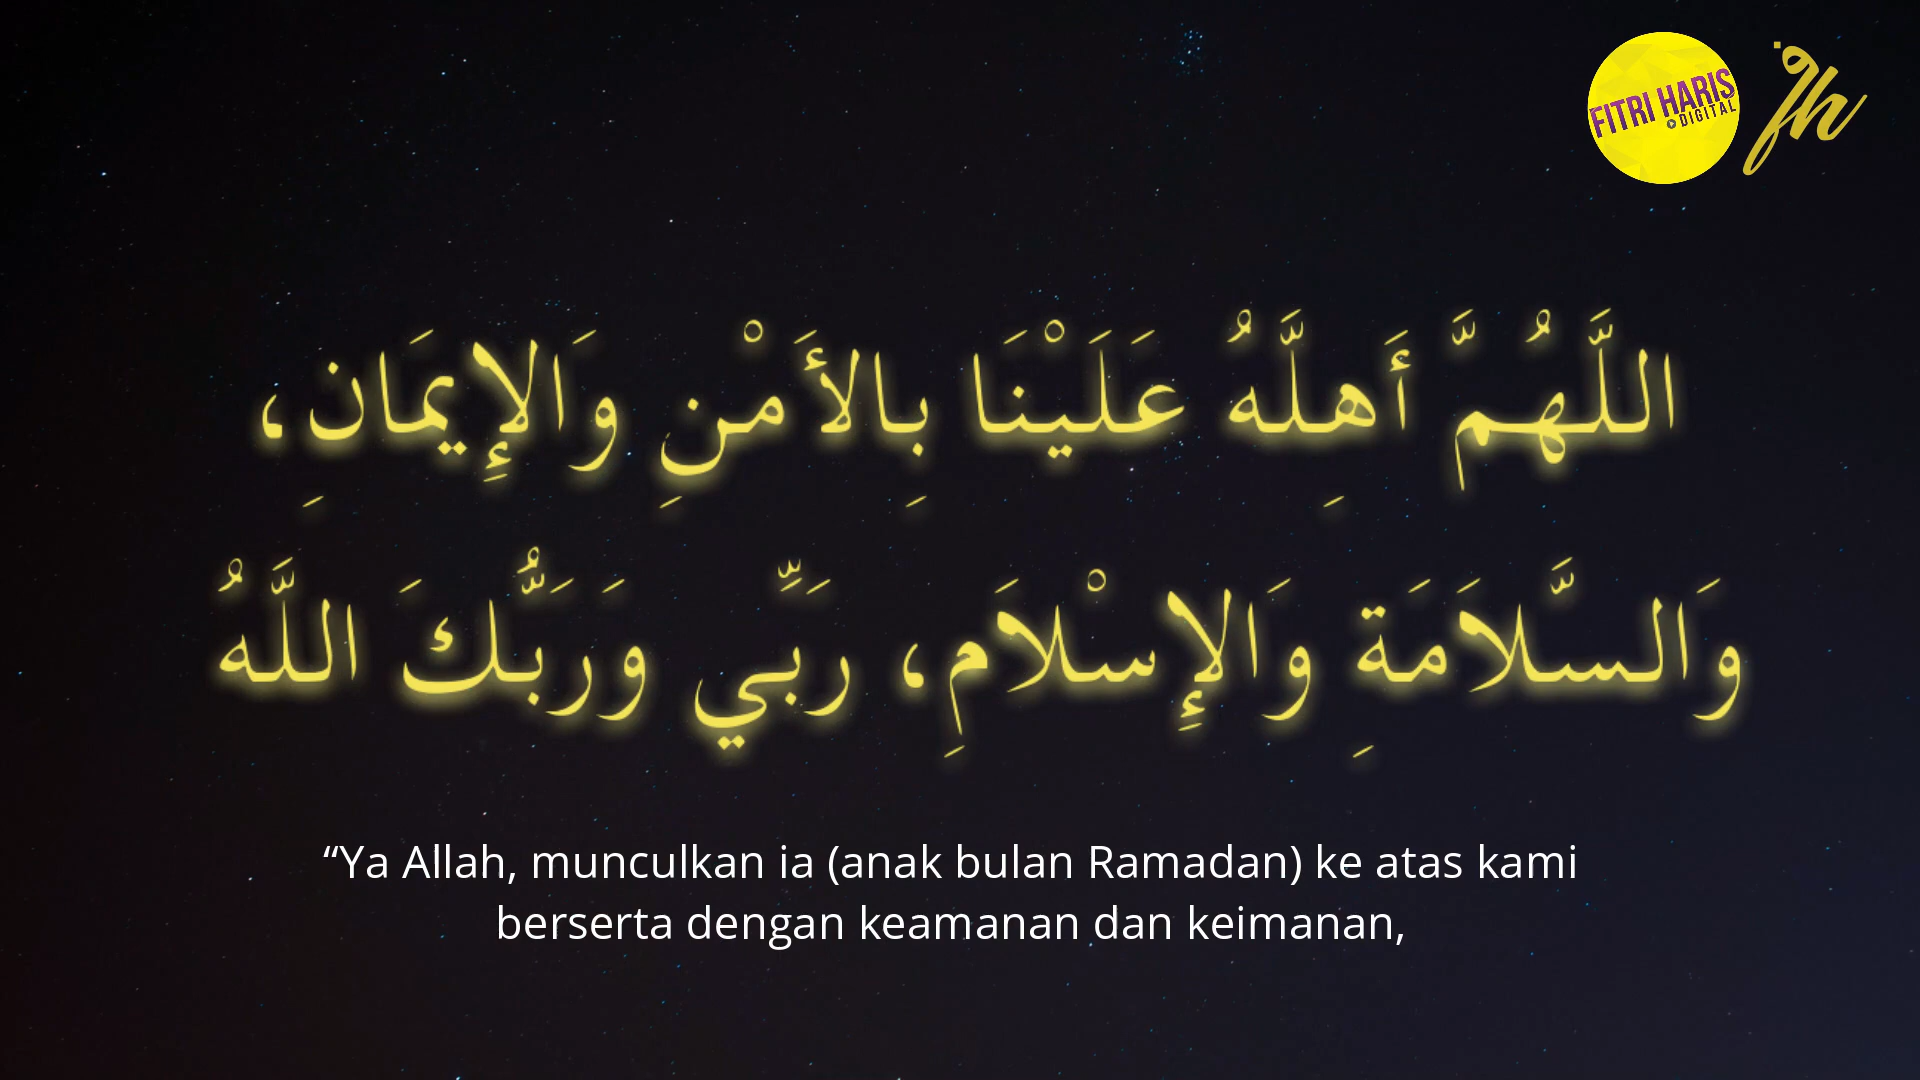 FITRI HARIS
DIGITAL
fh
اللَّهُمَّ أَهِلَّهُ عَلَيْنَا بِالأَمْنِ وَالإِيمَانِ،
وَالسَّلاَمَةِ وَالإِسْلاَمِ، رَبِّي وَرَبُّكَ اللَّهُ
“Ya Allah, munculkan ia (anak bulan Ramadan) ke atas kami
berserta dengan keamanan dan keimanan,